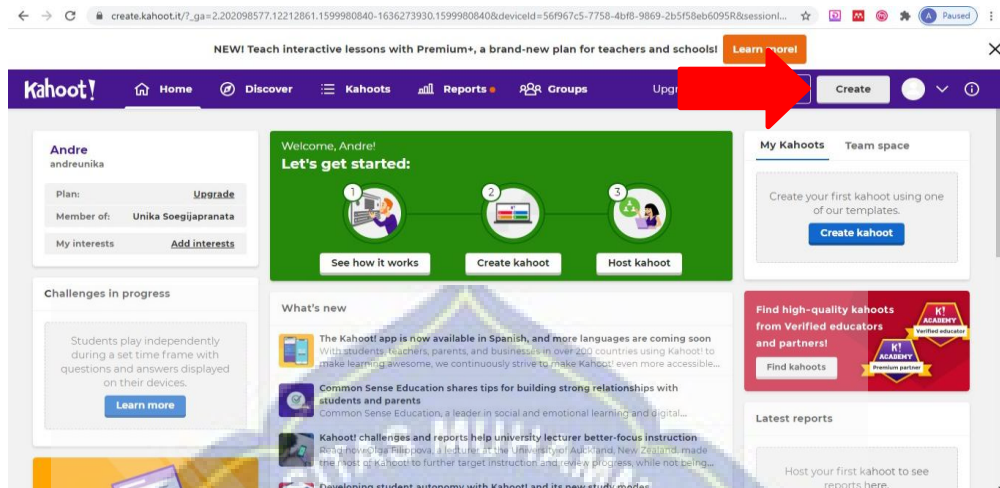 create.kahoot.it/?_ga=2.202098577.12212861.1599980840-1636273930.1599980840&deviceId=56f967c5-7758-4bf8-9869-2b5f58eb6095R&sessionI...
Paused
NEW! Teach interactive lessons with Premium+, a brand-new plan for teachers and schools!
Learn more!
Kahoot!
Home
Discover
Kahoots
Reports
Groups
Create
Andre
andreunika
Plan:
Upgrade
Member of:
Unika Soegijapranata
My interests
Add interests
Challenges in progress
Students play independently
during a set time frame with
questions and answers displayed
on their devices.
Learn more
Welcome, Andre!
Let's get started:
1
2
3
See how it works
Create kahoot
Host kahoot
What's new
The Kahoot! app is now available in Spanish, and more languages are coming soon
With students, teachers, parents, and businesses in over 200 countries using Kahoot! to
make learning awesome, we continuously strive to make Kahoot! even more accessible...
Common Sense Education shares tips for building strong relationships with
students and parents
Common Sense Education, a leader in social and emotional learning and digital...
Kahoot! challenges and reports help university lecturer better-focus instruction
Read how Olga Filippova, a lecturer at the University of Auckland, New Zealand, made
the most of Kahoot! to further target instruction and review progress, while not being...
Developing student autonomy with Kahoot! and its new study modes
My Kahoots
Team space
Create your first kahoot using one
of our templates.
Create kahoot
Find high-quality kahoots
from Verified educators
and partners!
Find kahoots
K!
ACADEMY
Verified educator
K!
ACADEMY
Premium partner
Latest reports
Host your first kahoot to see
reports here.